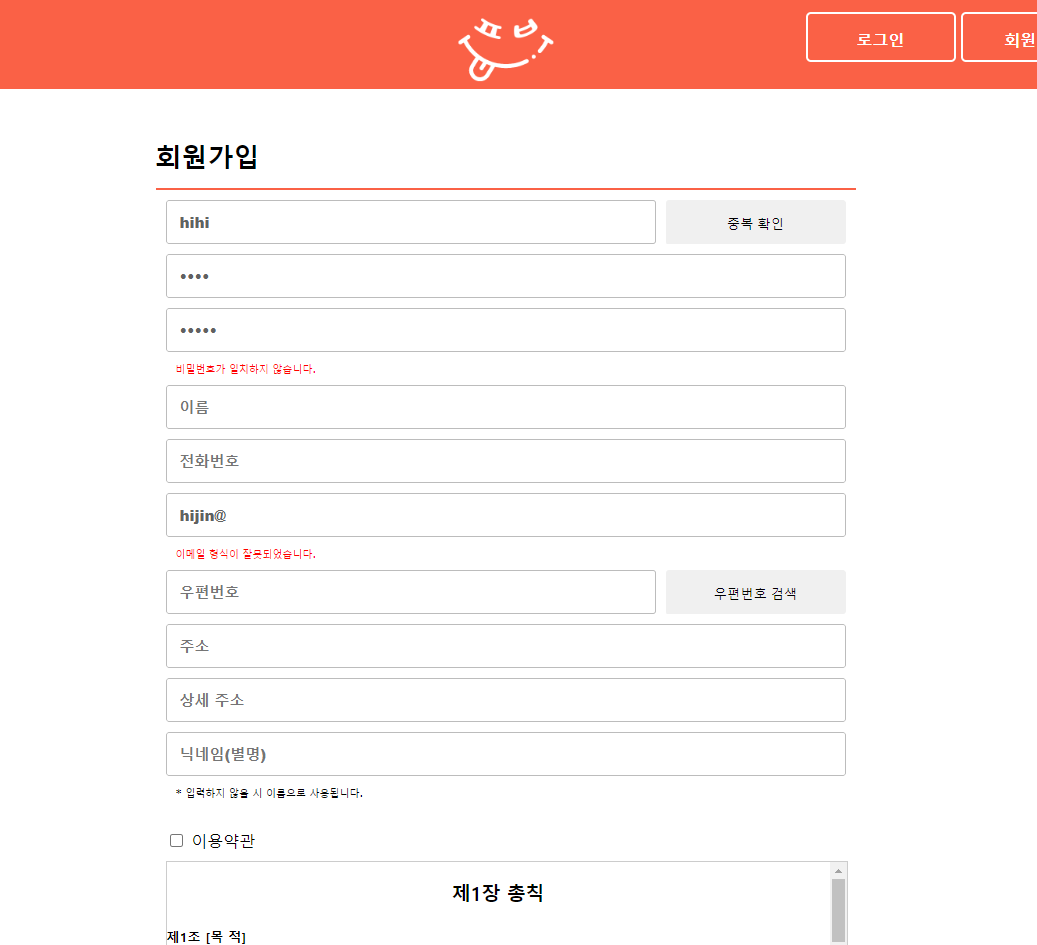 프 비
로그인
회원
회원가입
hihi
중복 확인
••••
•••••
비밀번호가 일치하지 않습니다.
이름
전화번호
hijin@
이메일 형식이 잘못되었습니다.
우편번호
우편번호 검색
주소
상세 주소
닉네임(별명)
* 입력하지 않을 시 이름으로 사용됩니다.
이용약관
제1장 총칙
제1조 [목 적]